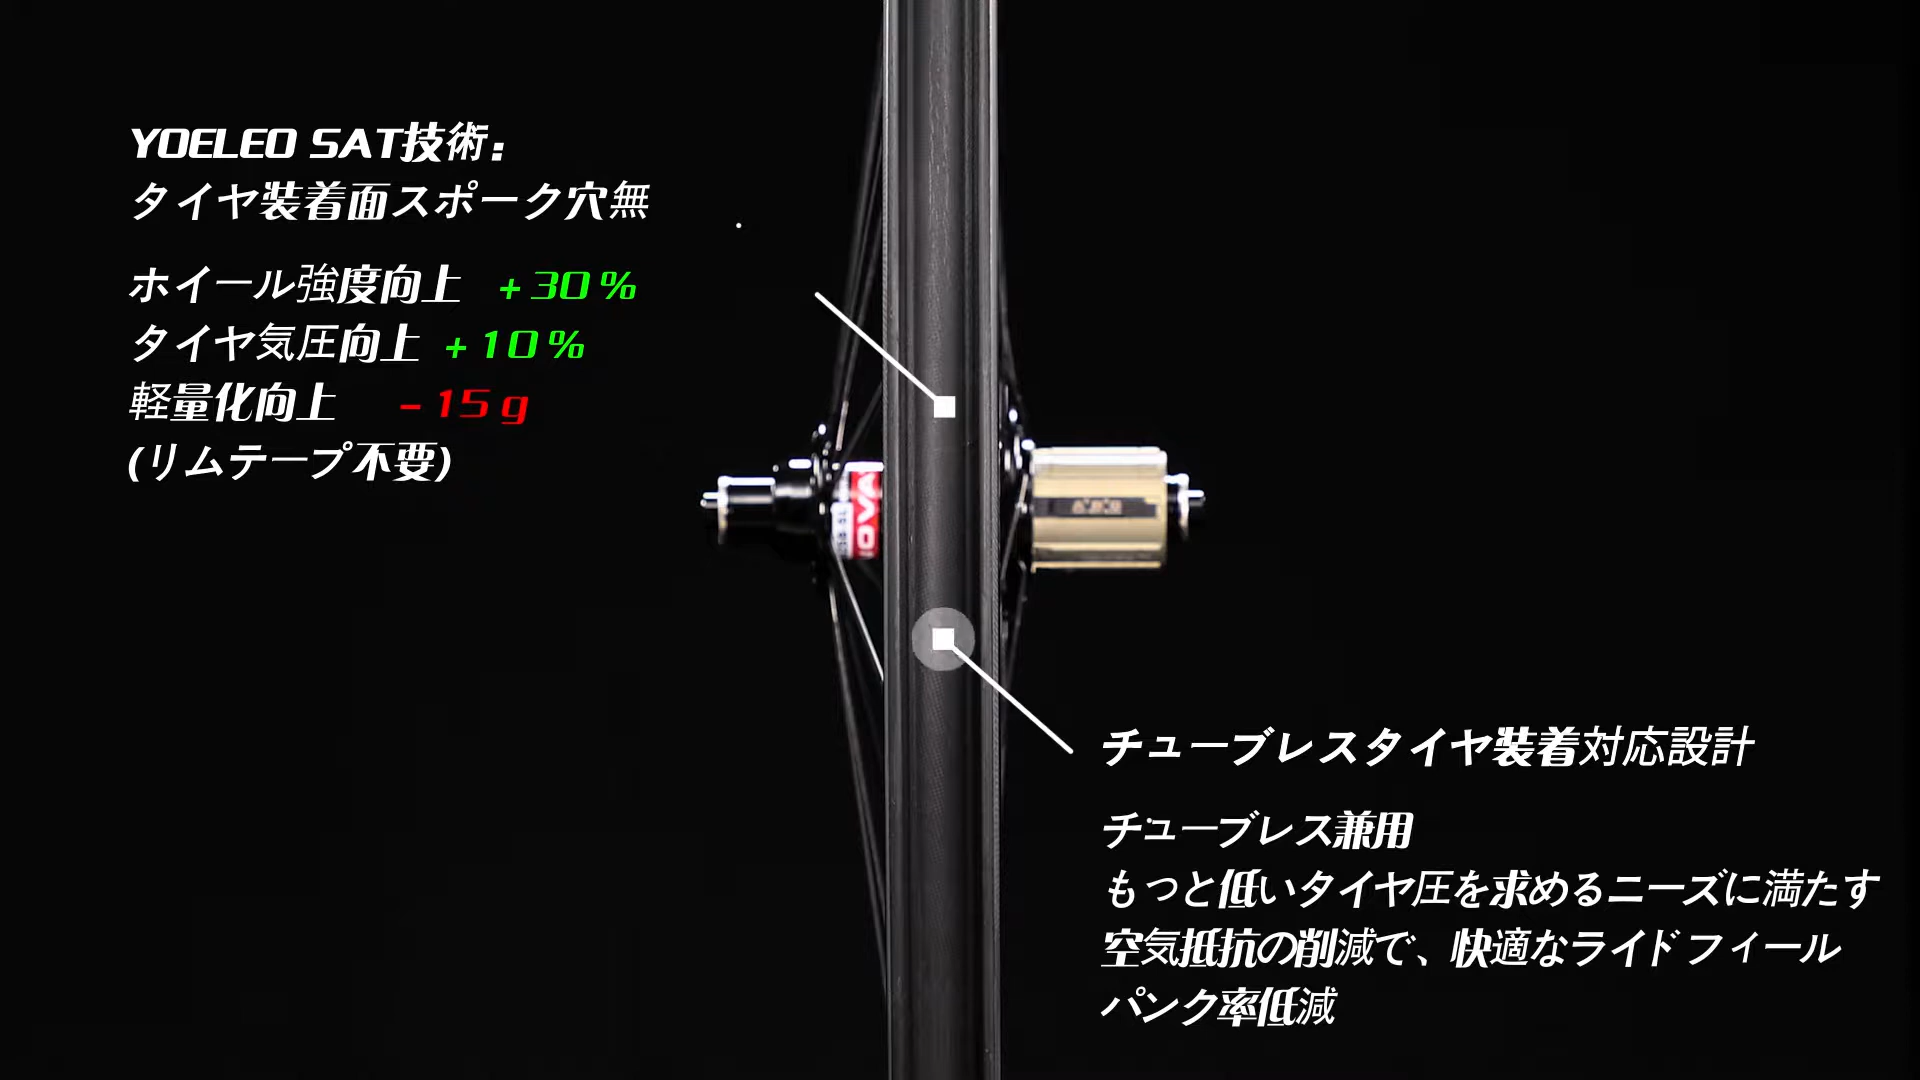 YOELEO SAT技術：
タイヤ装着面スポーク穴無
ホイール強度向上 +30%
タイヤ気圧向上 +10%
軽量化向上 -15g
(リムテープ不要)
OVA
チューブレスタイヤ装着対応設計
チューブレス兼用
もっと低いタイヤ圧を求めるニーズに満たす
空気抵抗の削減で、快適なライドフィール
パンク率低減